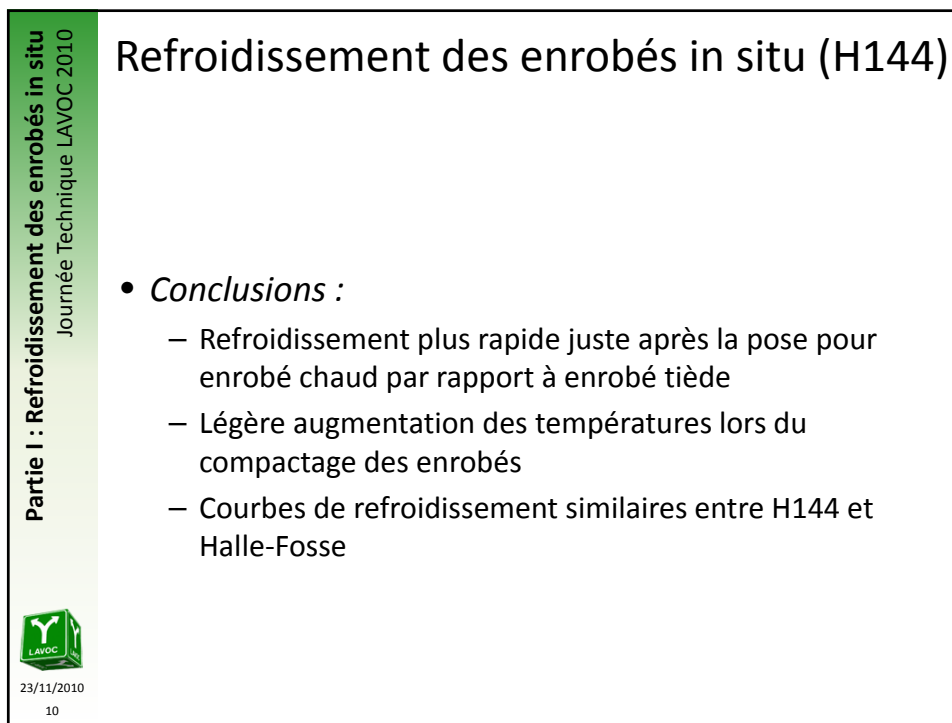 Partie I : Refroidissement des enrobés in situ
Journée Technique LAVOC 2010
Refroidissement des enrobés in situ (H144)
• Conclusions :
– Refroidissement plus rapide juste après la pose pour
enrobé chaud par rapport à enrobé tiède
– Légère augmentation des températures lors du
compactage des enrobés
– Courbes de refroidissement similaires entre H144 et
Halle-Fosse
LAVOC
23/11/2010
10